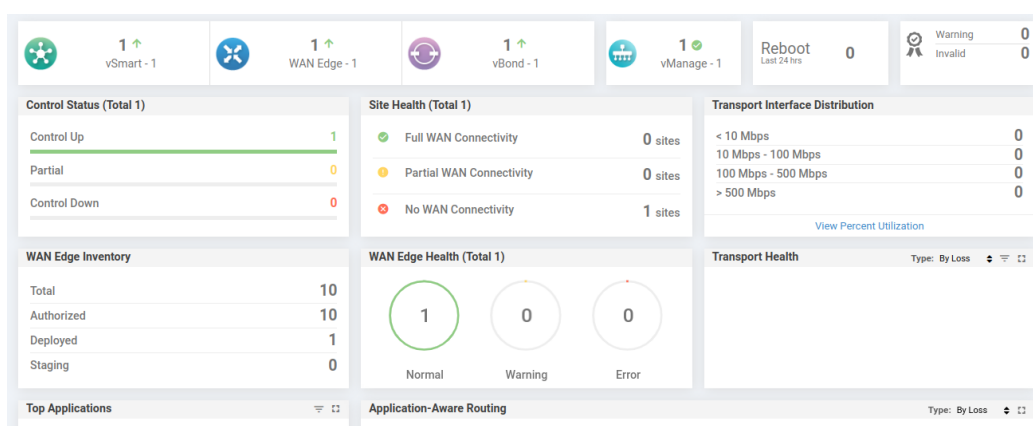 1
vSmart - 1
1
WAN Edge - 1
1
vBond - 1
1
vManage - 1
Reboot
Last 24 hrs
0
Warning 0
Invalid 0
Control Status (Total 1)
Control Up 1
Partial 0
Control Down 0
Site Health (Total 1)
Full WAN Connectivity 0 sites
Partial WAN Connectivity 0 sites
No WAN Connectivity 1 sites
Transport Interface Distribution
< 10 Mbps 0
10 Mbps - 100 Mbps 0
100 Mbps - 500 Mbps 0
> 500 Mbps 0
View Percent Utilization
WAN Edge Inventory
Total 10
Authorized 10
Deployed 1
Staging 0
WAN Edge Health (Total 1)
1 0 0
Normal Warning Error
Transport Health Type: By Loss
Top Applications
Application-Aware Routing Type: By Loss